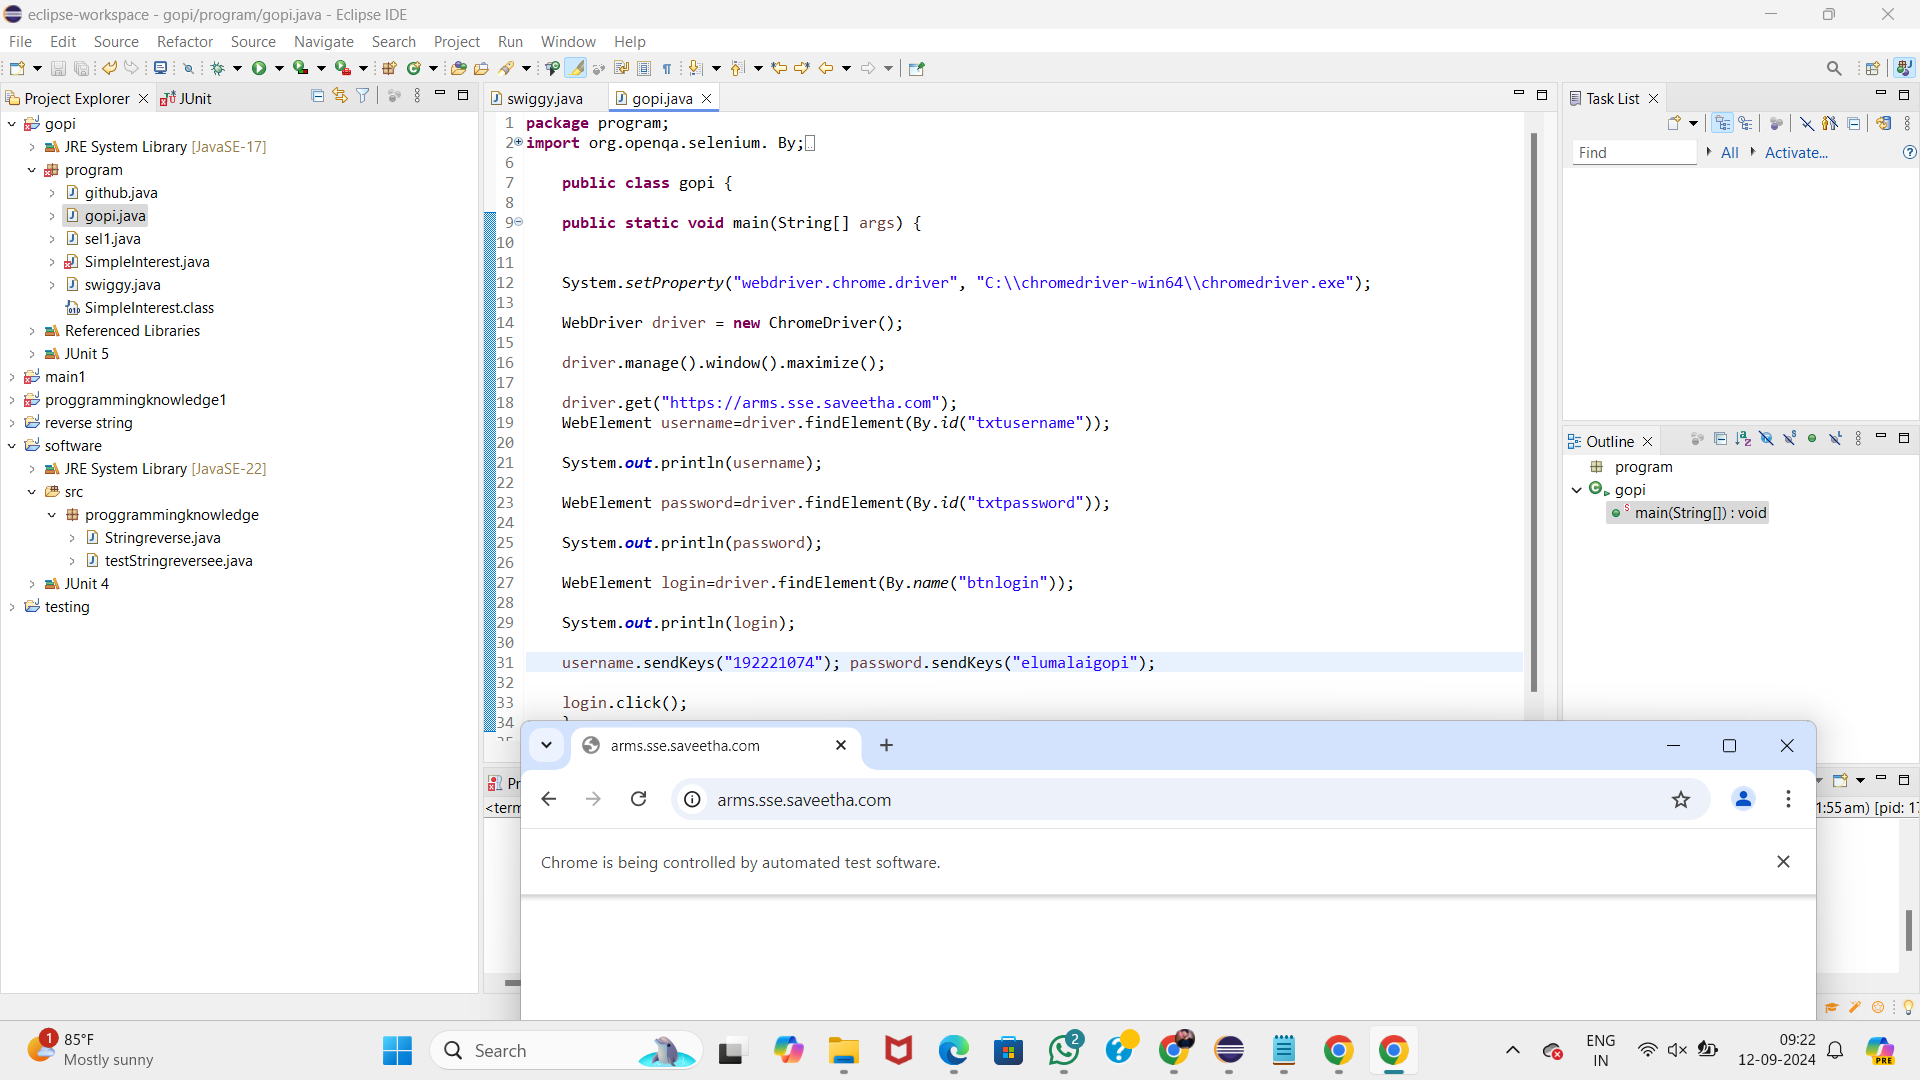 eclipse-workspace - gopi/program/gopi.java - Eclipse IDE
File Edit Source Refactor Source Navigate Search Project Run Window Help
Project Explorer JUnit
gopi
JRE System Library [JavaSE-17]
program
github.java
gopi.java
sel1.java
SimpleInterest.java
swiggy.java
SimpleInterest.class
Referenced Libraries
JUnit 5
main1
proggrammingknowledge1
reverse string
software
JRE System Library [JavaSE-22]
src
proggrammingknowledge
Stringreverse.java
testStringreversee.java
JUnit 4
testing
swiggy.java gopi.java
1 package program;
2 import org.openqa.selenium. By;
6
7 public class gopi {
8
9 public static void main(String[] args) {
10
11
12 System.setProperty("webdriver.chrome.driver", "C:\\chromedriver-win64\\chromedriver.exe");
13
14 WebDriver driver = new ChromeDriver();
15
16 driver.manage().window().maximize();
17
18 driver.get("https://arms.sse.saveetha.com");
19 WebElement username=driver.findElement(By.id("txtusername"));
20
21 System.out.println(username);
22
23 WebElement password=driver.findElement(By.id("txtpassword"));
24
25 System.out.println(password);
26
27 WebElement login=driver.findElement(By.name("btnlogin"));
28
29 System.out.println(login);
30
31 username.sendKeys("192221074"); password.sendKeys("elumalaigopi");
32
33 login.click();
34
Task List
Find All Activate...
Outline
program
gopi
main(String[]) : void
<term
1:55 am) [pid: 17
arms.sse.saveetha.com
arms.sse.saveetha.com
Chrome is being controlled by automated test software.
1
85°F
Mostly sunny
Search
2
ENG
IN
09:22
12-09-2024
PRE